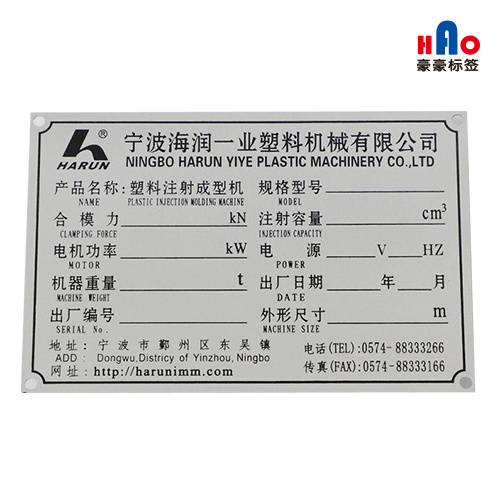 HAO
豪豪标签
HARUN ®
宁波海润一业塑料机械有限公司
NINGBO HARUN YIYE PLASTIC MACHINERY CO.,LTD
产品名称: 塑料注射成型机 规格型号
NAME PLASTIC INJECTION MOLDING MACHINE MODEL
合模力 kN 注射容量 cm³
CLAMPING FORCE INJECTION CAPACITY
电机功率 kW 电源 V HZ
MOTOR POWER
机器重量 t 出厂日期 年 月
MACHINE WEIGHT DATE
出厂编号 外形尺寸 m
SERIAL No. MACHINE SIZE
地址: 宁波市鄞州区东吴镇 电话(TEL):0574-88333266
ADD: Dongwu,Districy of Yinzhou,Ningbo
网址: http://harunimm.com 传真(FAX):0574-88333166